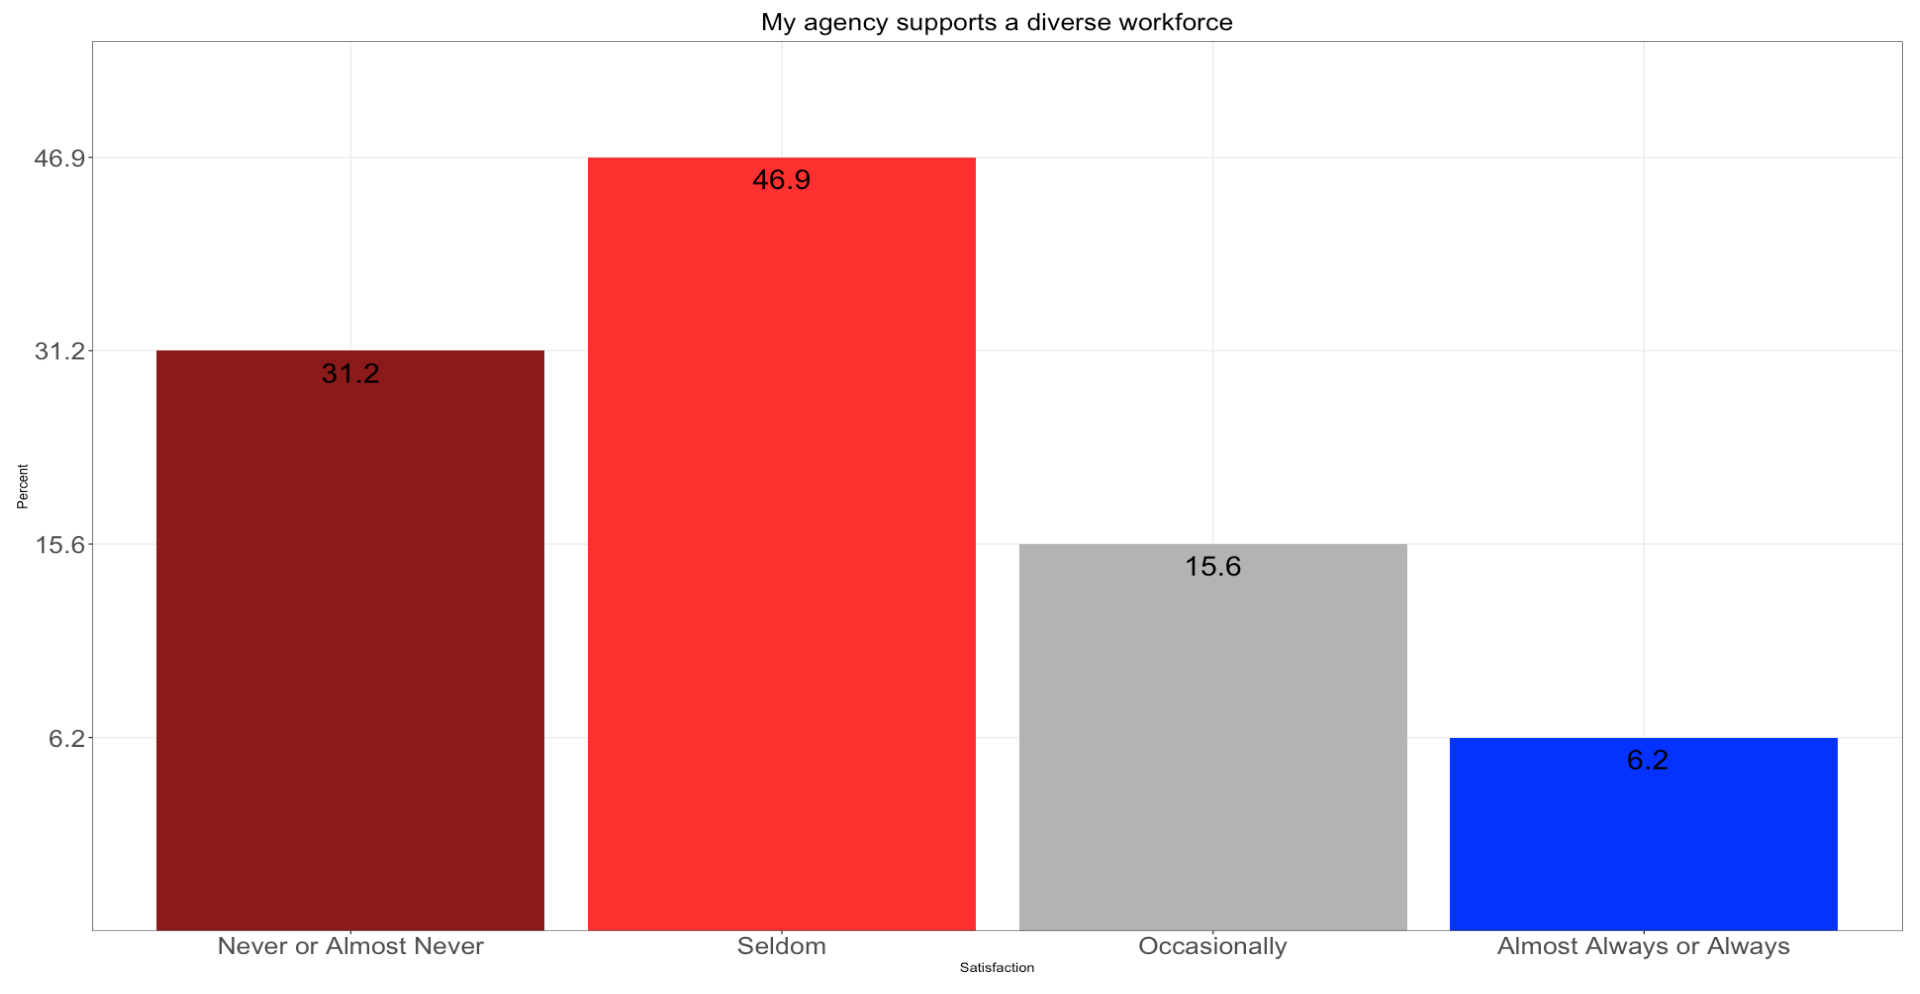 My agency supports a diverse workforce
46.9
31.2
15.6
6.2
Percent
31.2
46.9
15.6
6.2
Never or Almost Never
Seldom
Occasionally
Almost Always or Always
Satisfaction